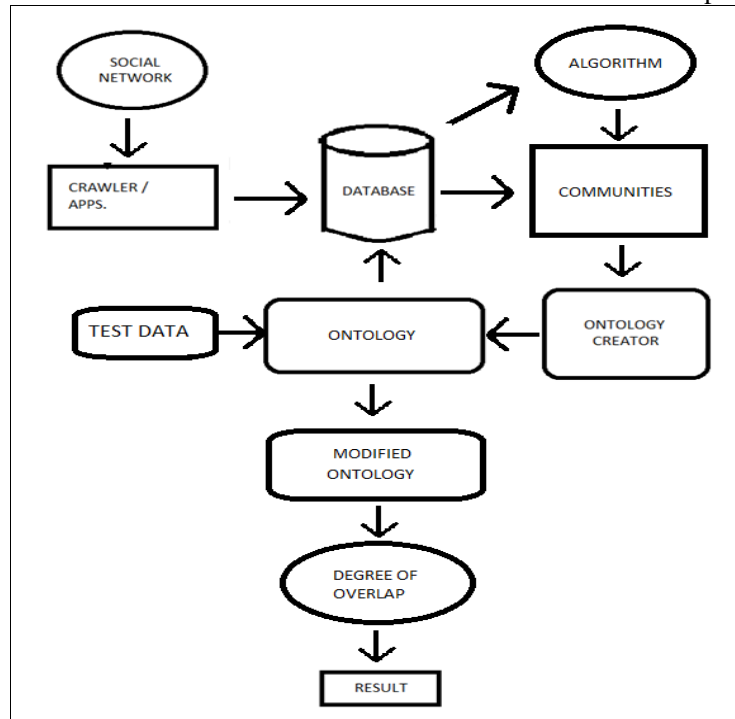 SOCIAL
NETWORK
ALGORITHM
CRAWLER /
APPS.
DATABASE
COMMUNITIES
TEST DATA
ONTOLOGY
ONTOLOGY
CREATOR
MODIFIED
ONTOLOGY
DEGREE OF
OVERLAP
RESULT